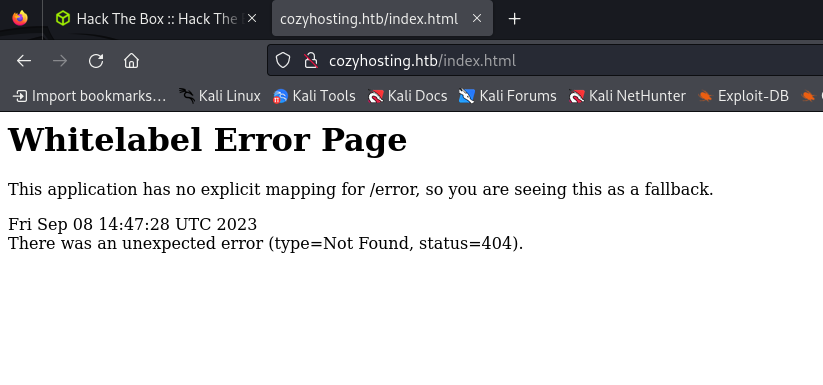 Hack The Box :: Hack The
cozyhosting.htb/index.html
cozyhosting.htb/index.html
Import bookmarks… Kali Linux Kali Tools Kali Docs Kali Forums Kali NetHunter Exploit-DB
Whitelabel Error Page
This application has no explicit mapping for /error, so you are seeing this as a fallback.
Fri Sep 08 14:47:28 UTC 2023
There was an unexpected error (type=Not Found, status=404).